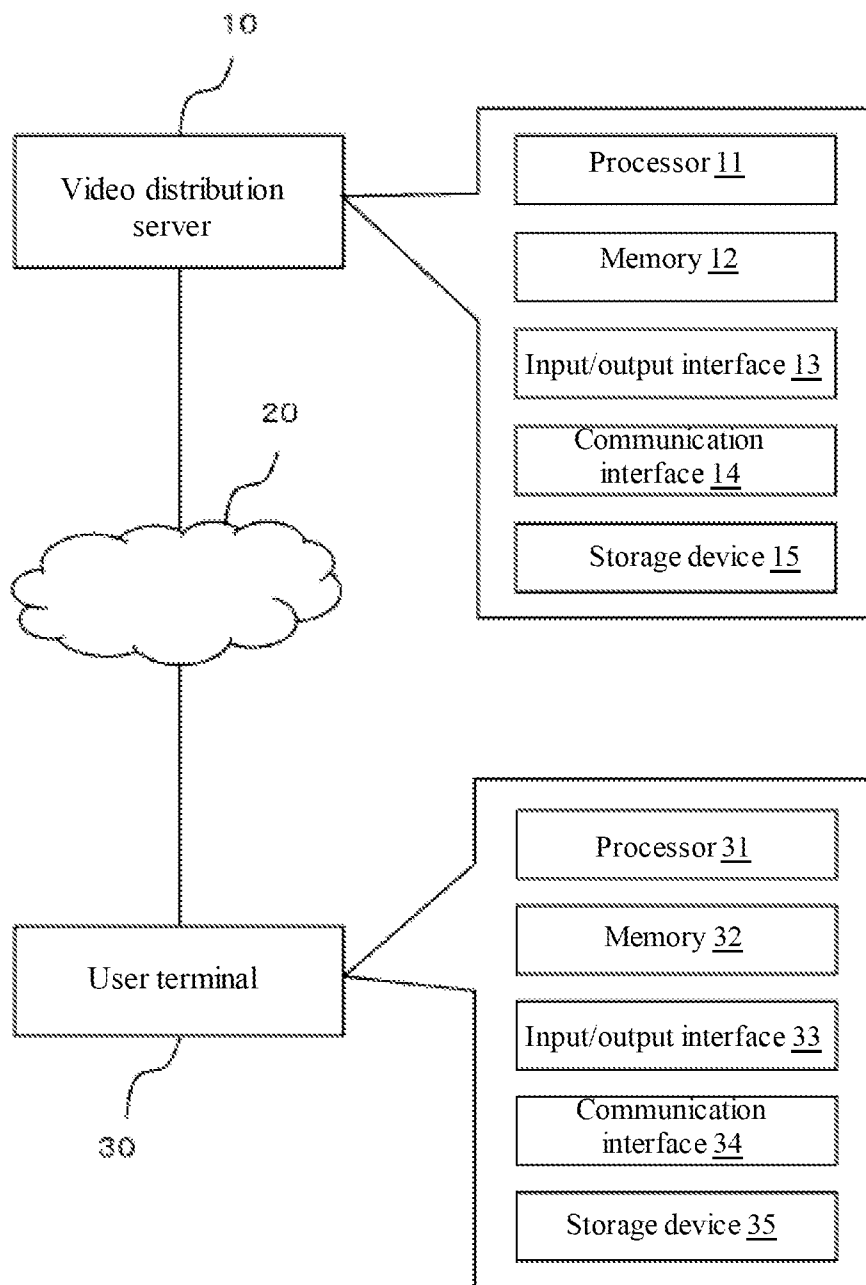 10
Video distribution
server
Processor 11
Memory 12
Input/output interface 13
Communication
interface 14
Storage device 15
20
User terminal
30
Processor 31
Memory 32
Input/output interface 33
Communication
interface 34
Storage device 35